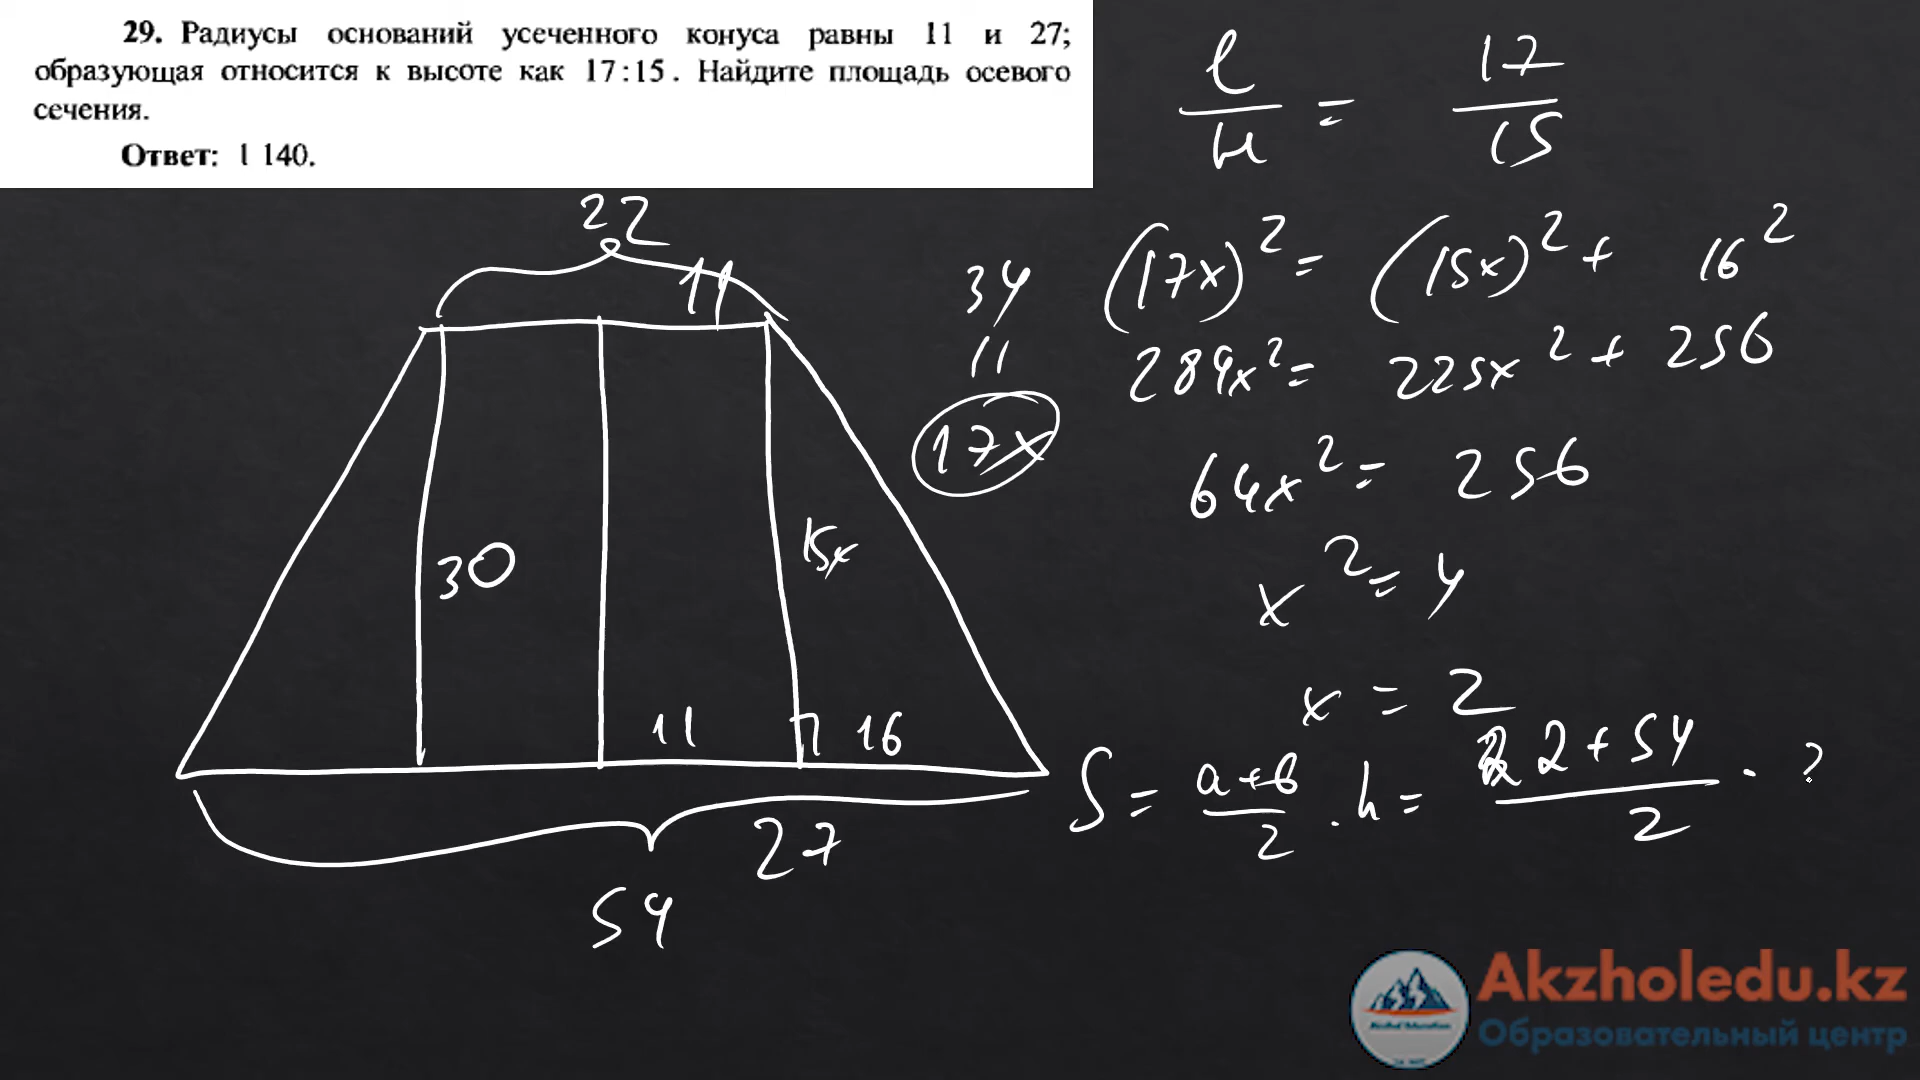 29. Радиусы оснований усеченного конуса равны 11 и 27;
образующая относится к высоте как 17:15. Найдите площадь осевого
сечения.
Ответ: 1 140.
l/H = 17/15
22
11
34
11
17x
(17x)² = (15x)² + 16²
289x² = 225x² + 256
64x² = 256
x² = 4
x = 2
30
15x
11
16
S = (a+b)/2 · h = (22+54)/2 · ?
27
54
Akzholedu.kz
Образовательный центр